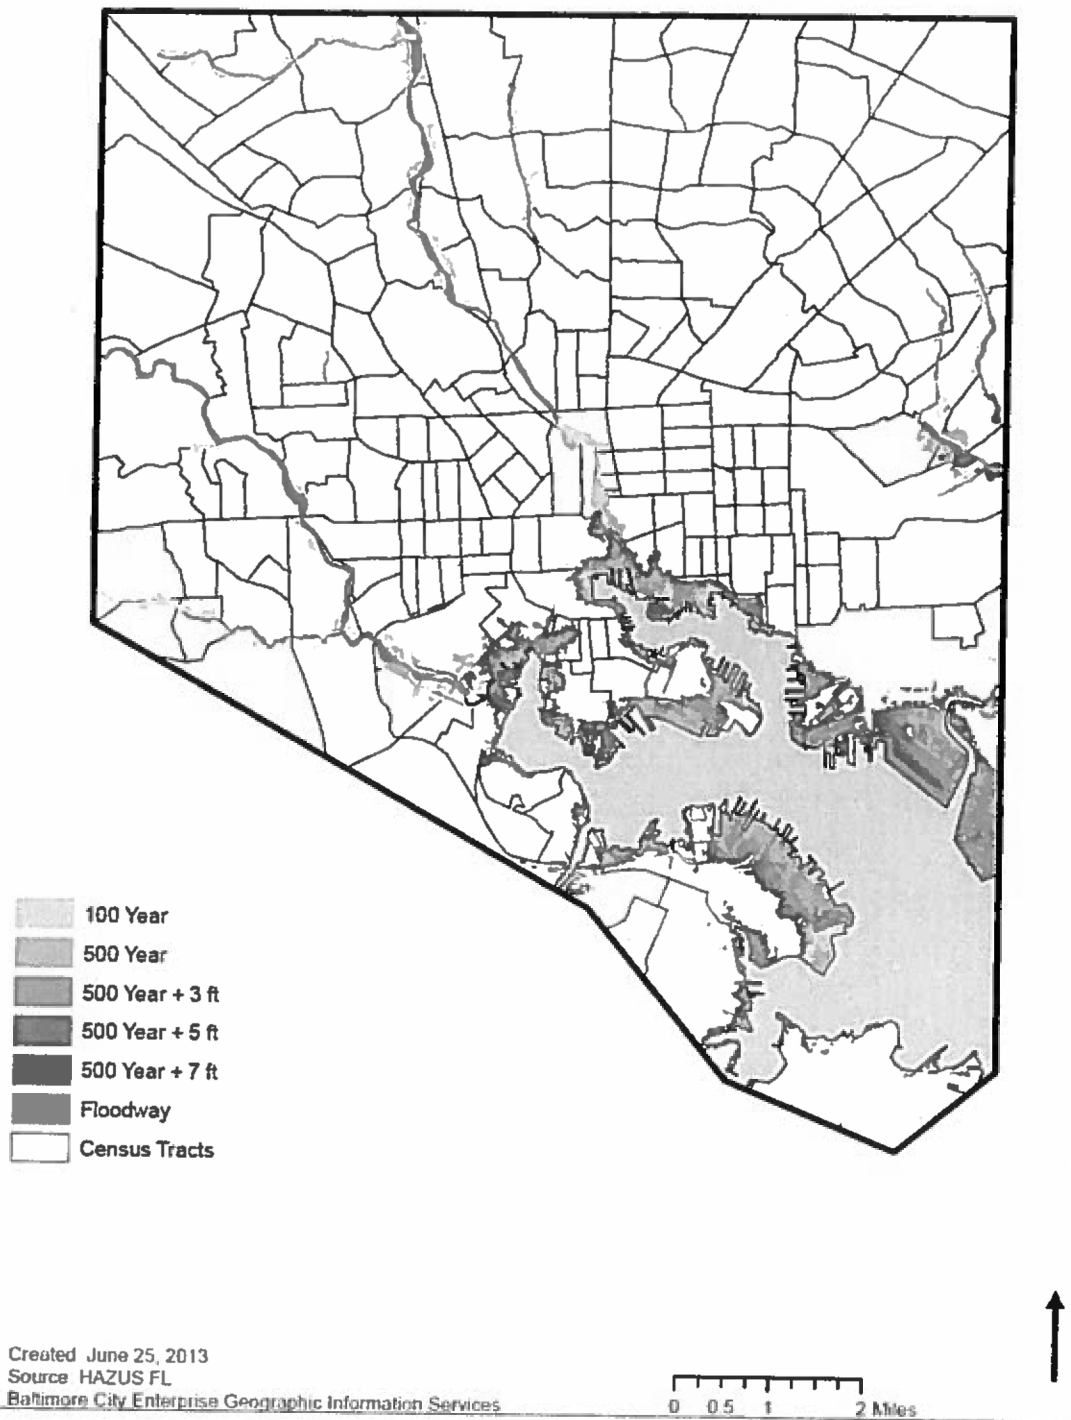 100 Year
500 Year
500 Year + 3 ft
500 Year + 5 ft
500 Year + 7 ft
Floodway
Census Tracts
Created June 25, 2013
Source HAZUS FL
Baltimore City Enterprise Geographic Information Services
0 0.5 1 2 Miles